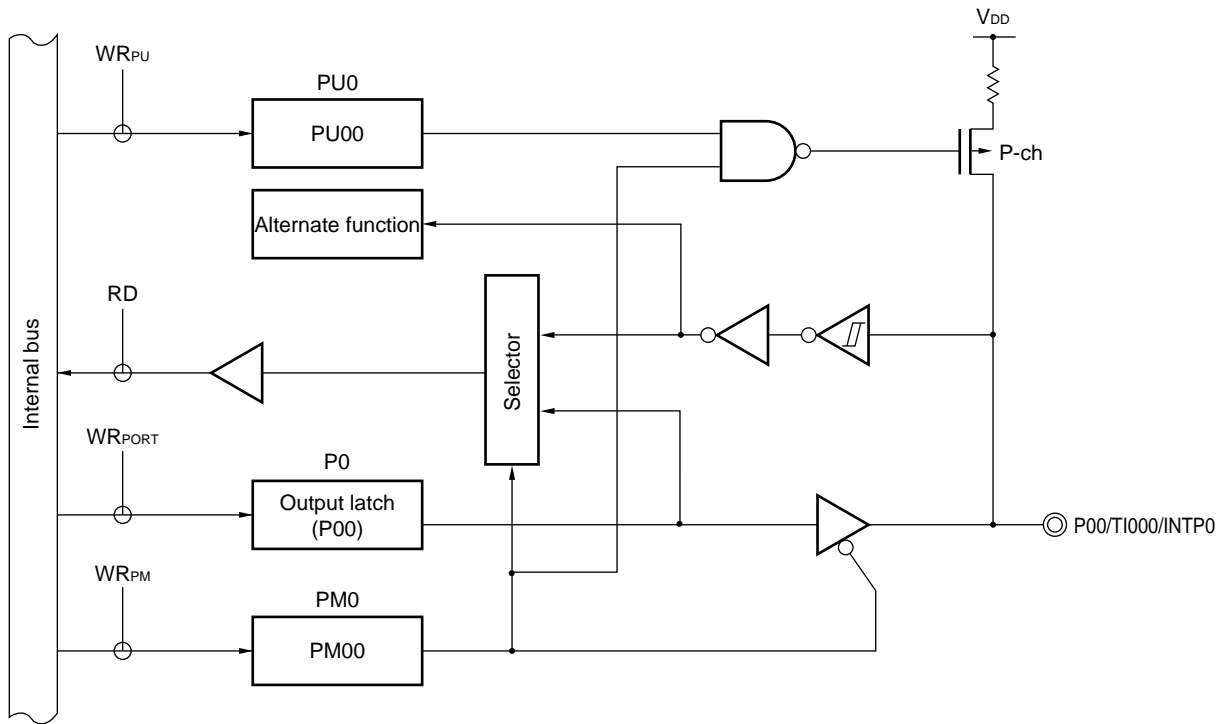 VDD
WRPU
PU0
PU00
P-ch
Alternate function
RD
Internal bus
Selector
WRPORT
P0
Output latch
(P00)
P00/TI000/INTP0
WRPM
PM0
PM00